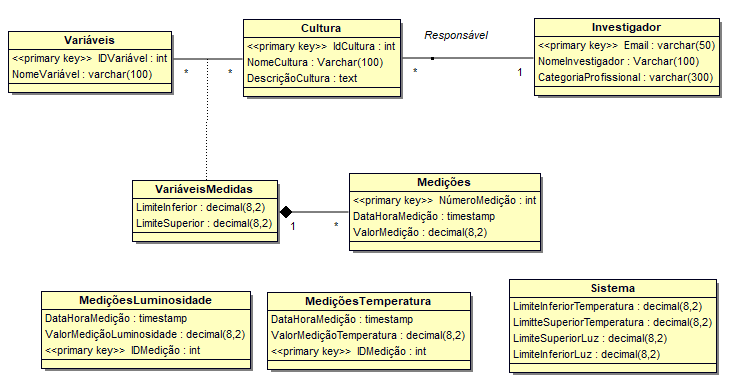 Variáveis
<<primary key>> IDVariável : int
NomeVariável : varchar(100)
*
*
Cultura
<<primary key>> IdCultura : int
NomeCultura : Varchar(100)
DescriçãoCultura : text
Responsável
*
1
Investigador
<<primary key>> Email : varchar(50)
NomeInvestigador : Varchar(100)
CategoriaProfissional : varchar(300)
VariáveisMedidas
LimiteInferior : decimal(8,2)
LimiteSuperior : decimal(8,2)
1
*
Medições
<<primary key>> NúmeroMedição : int
DataHoraMedição : timestamp
ValorMedição : decimal(8,2)
MediçõesLuminosidade
DataHoraMedição : timestamp
ValorMediçãoLuminosidade : decimal(8,2)
<<primary key>> IDMedição : int
MediçõesTemperatura
DataHoraMedição : timestamp
ValorMediçãoTemperatura : decimal(8,2)
<<primary key>> IDMedição : int
Sistema
LimiteInferiorTemperatura : decimal(8,2)
LimitteSuperiorTemperatura : decimal(8,2)
LimiteSuperiorLuz : decimal(8,2)
LimiteInferiorLuz : decimal(8,2)